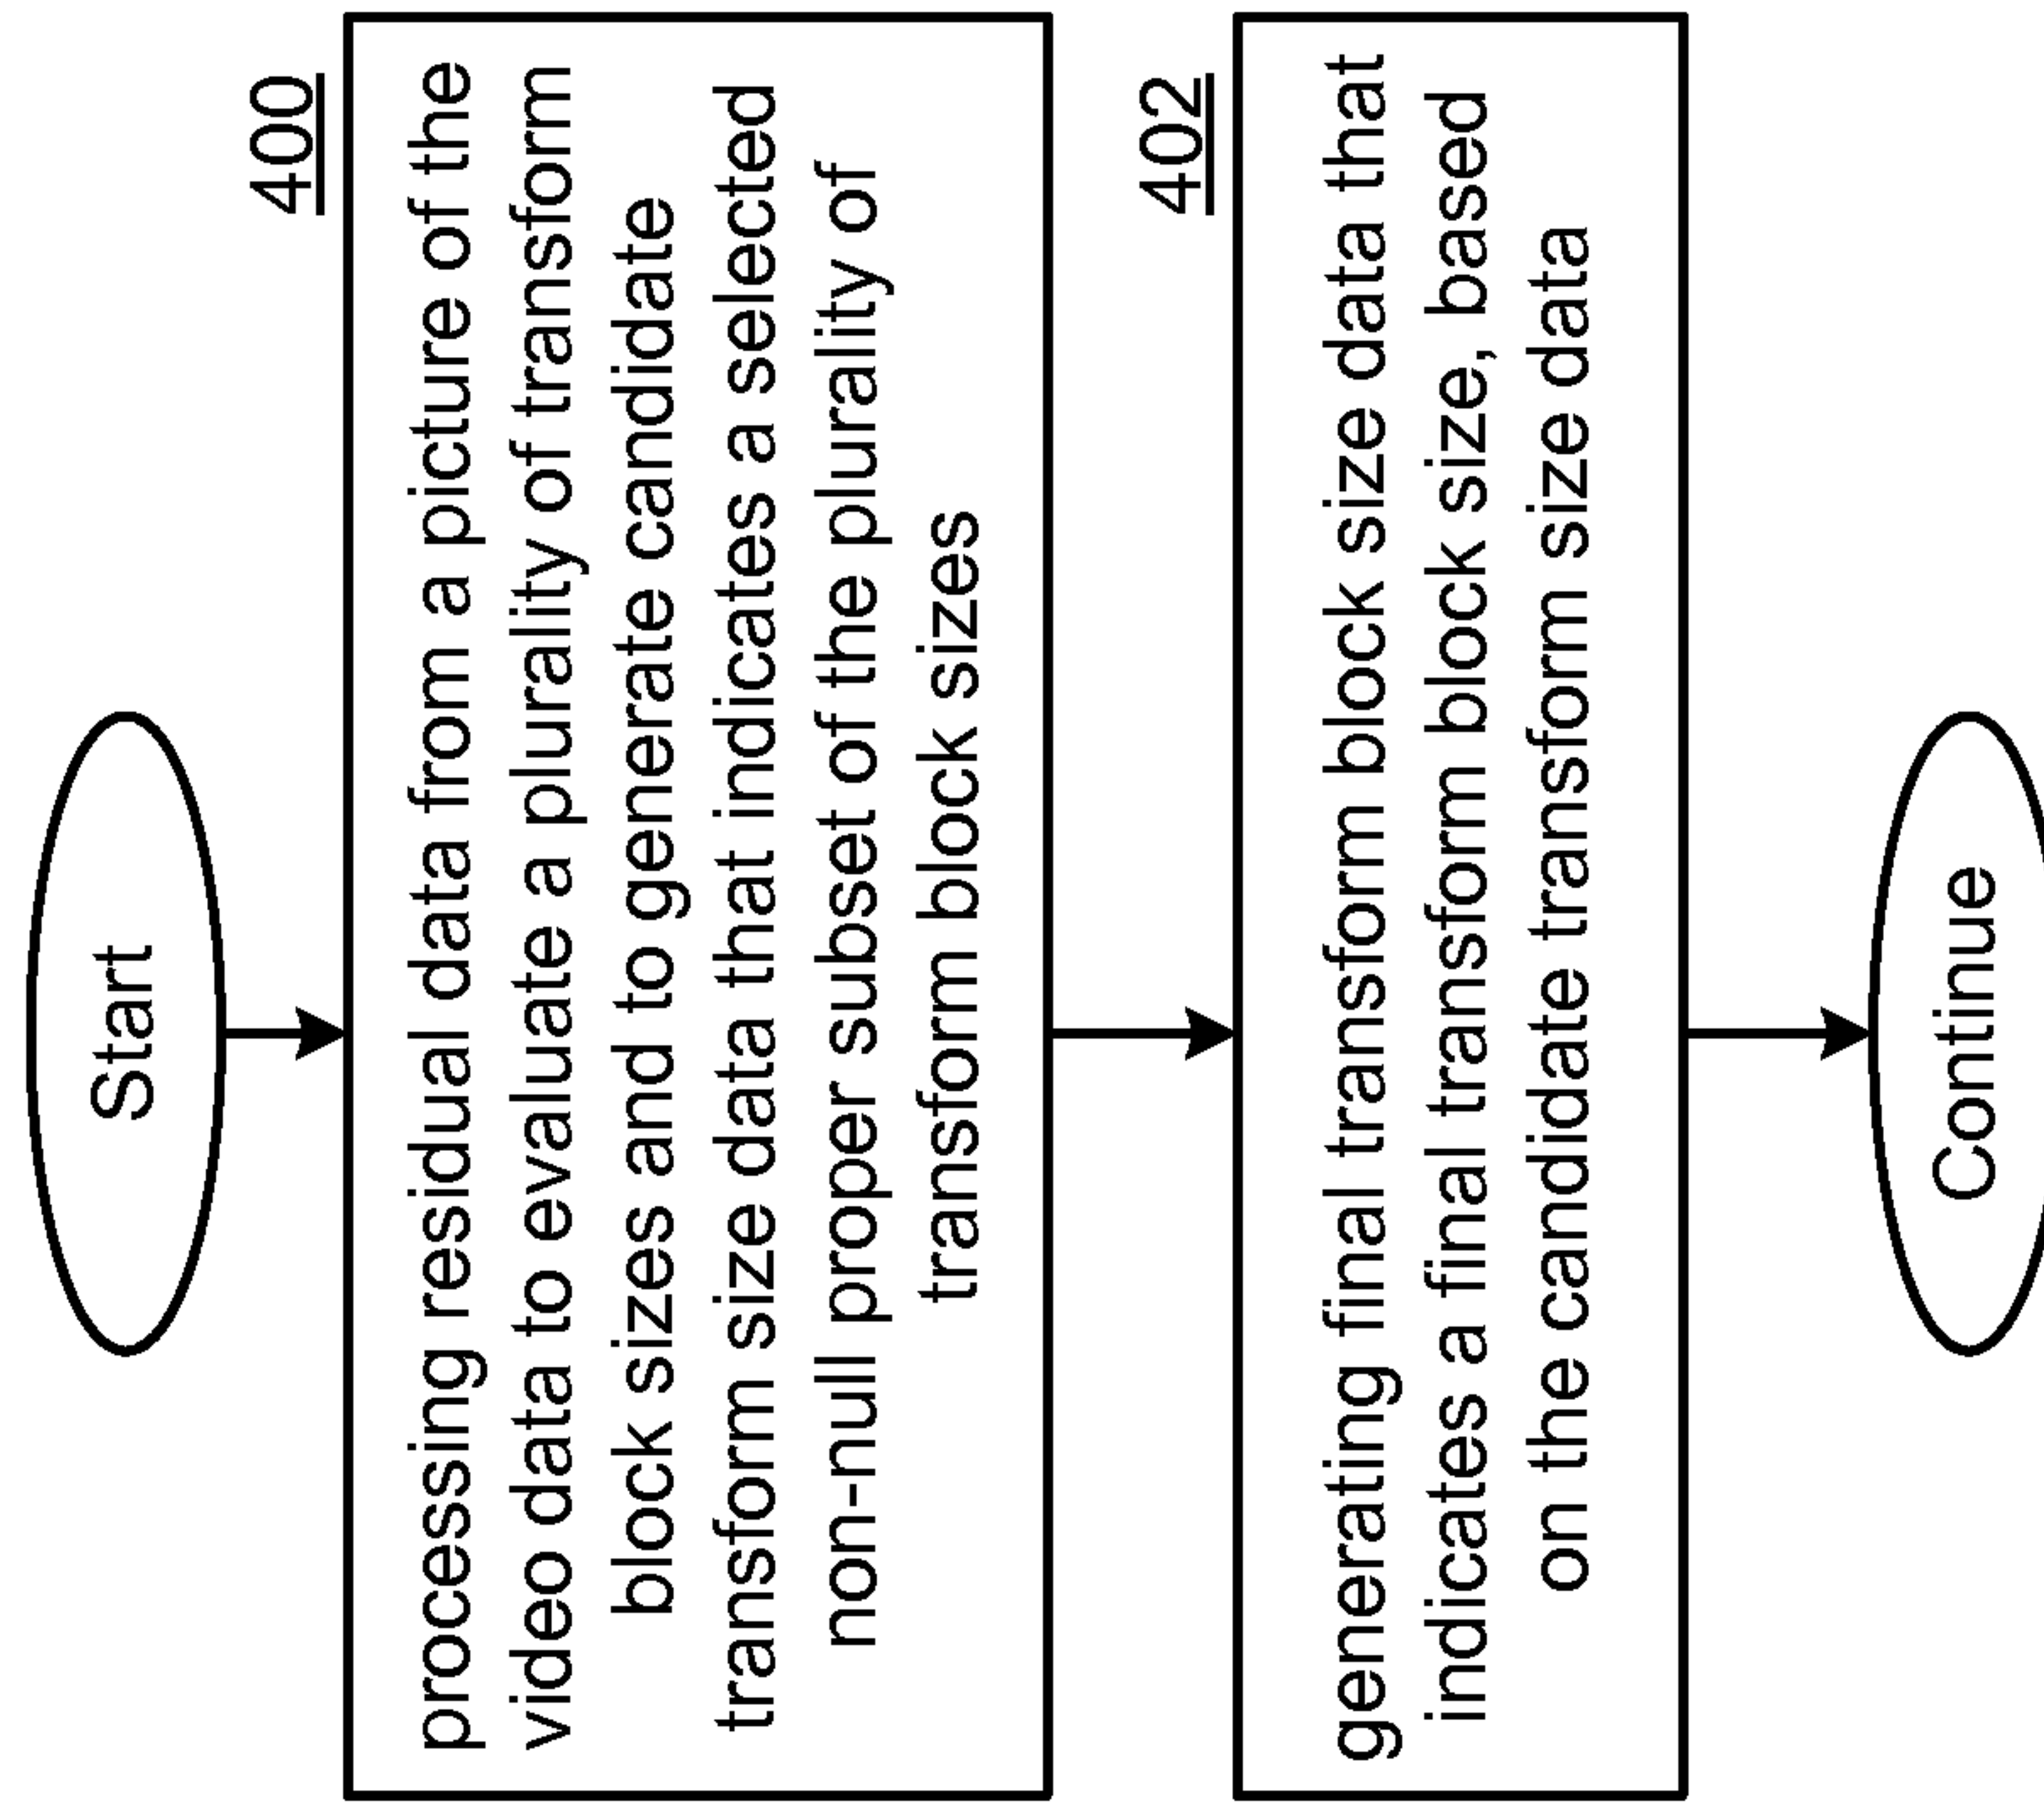 Start
400
processing residual data from a picture of the
video data to evaluate a plurality of transform
block sizes and to generate candidate
transform size data that indicates a selected
non-null proper subset of the plurality of
transform block sizes
402
generating final transform block size data that
indicates a final transform block size, based
on the candidate transform size data
Continue